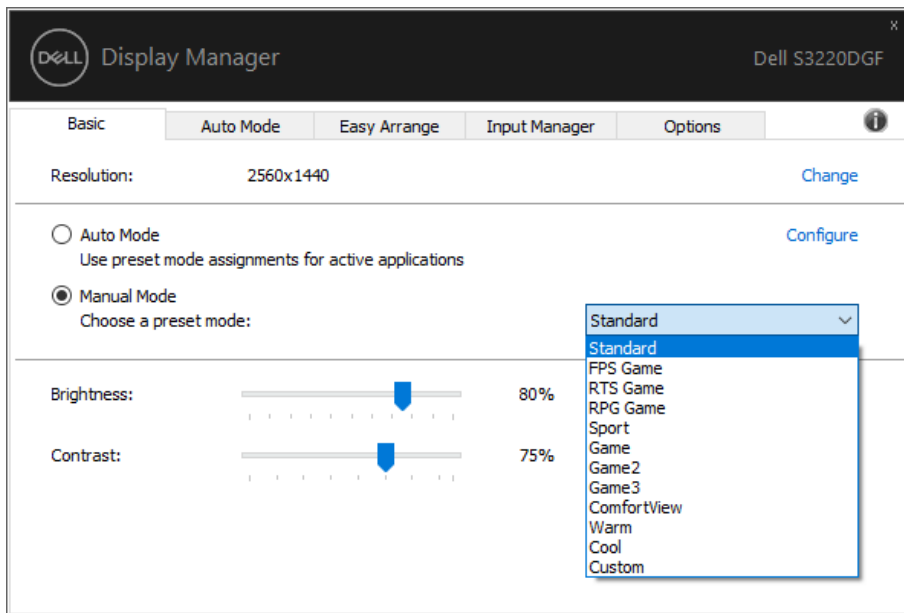 x
DELL Display Manager Dell S3220DGF
Basic Auto Mode Easy Arrange Input Manager Options
Resolution: 2560x1440 Change
Auto Mode Configure
Use preset mode assignments for active applications
Manual Mode
Choose a preset mode: Standard
Standard
FPS Game
RTS Game
RPG Game
Sport
Game
Game2
Game3
ComfortView
Warm
Cool
Custom
Brightness: 80%
Contrast: 75%